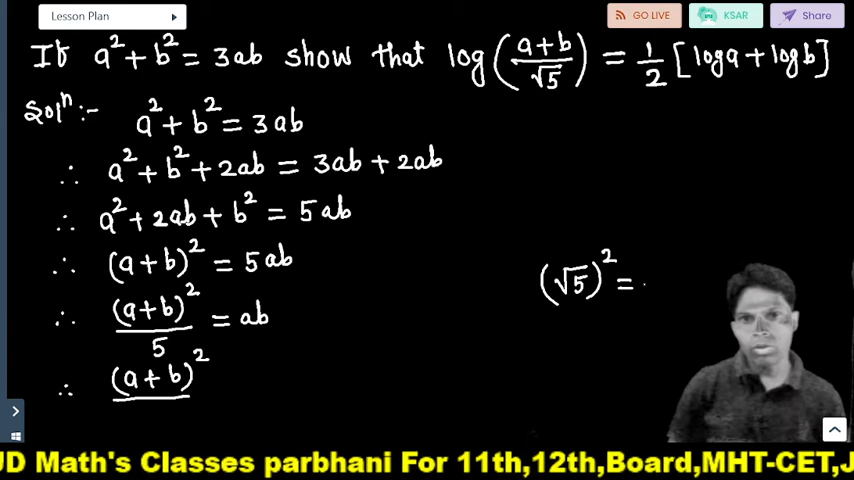 Lesson Plan
GO LIVE
KSAR
Share
If a² + b² = 3ab show that log((a+b)/√5) = 1/2 [loga + logb]
Solⁿ :- a² + b² = 3ab
∴ a² + b² + 2ab = 3ab + 2ab
∴ a² + 2ab + b² = 5ab
∴ (a+b)² = 5ab
∴ (a+b)²/5 = ab
(√5)² =
∴ (a+b)²
JD Math's Classes parbhani For 11th,12th,Board,MHT-CET,J